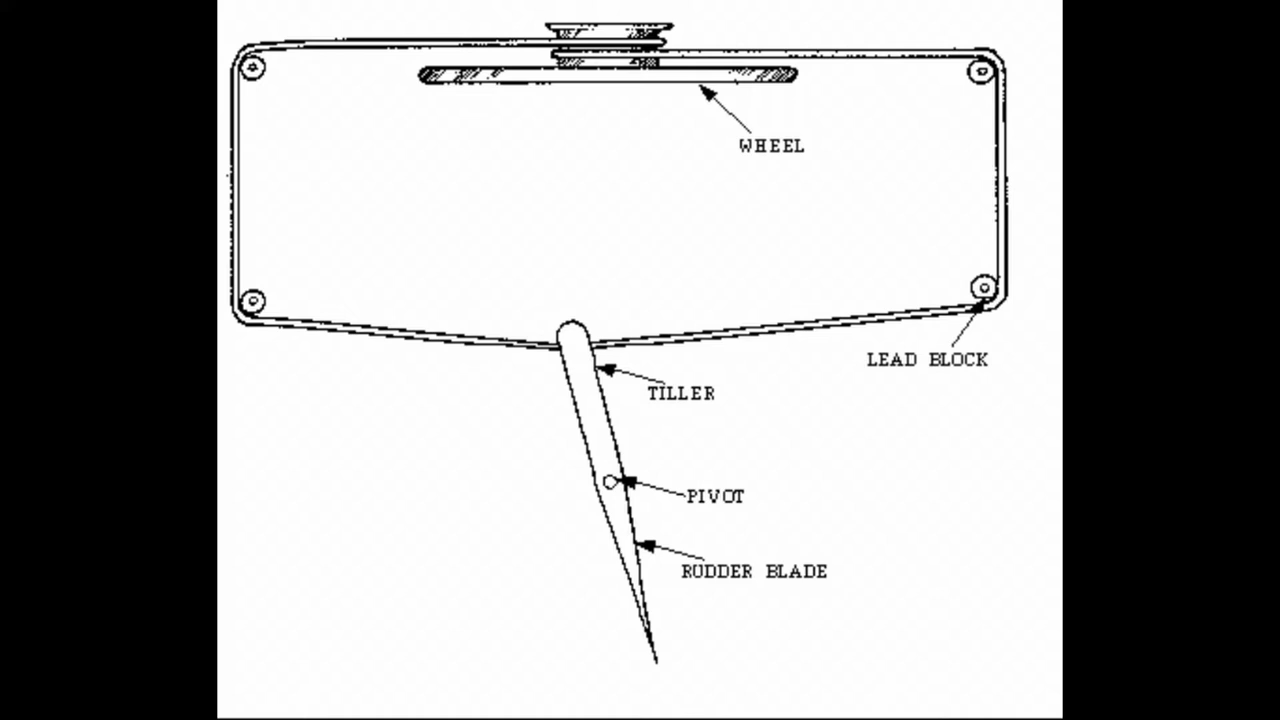 WHEEL
LEAD BLOCK
TILLER
PIVOT
RUDDER BLADE